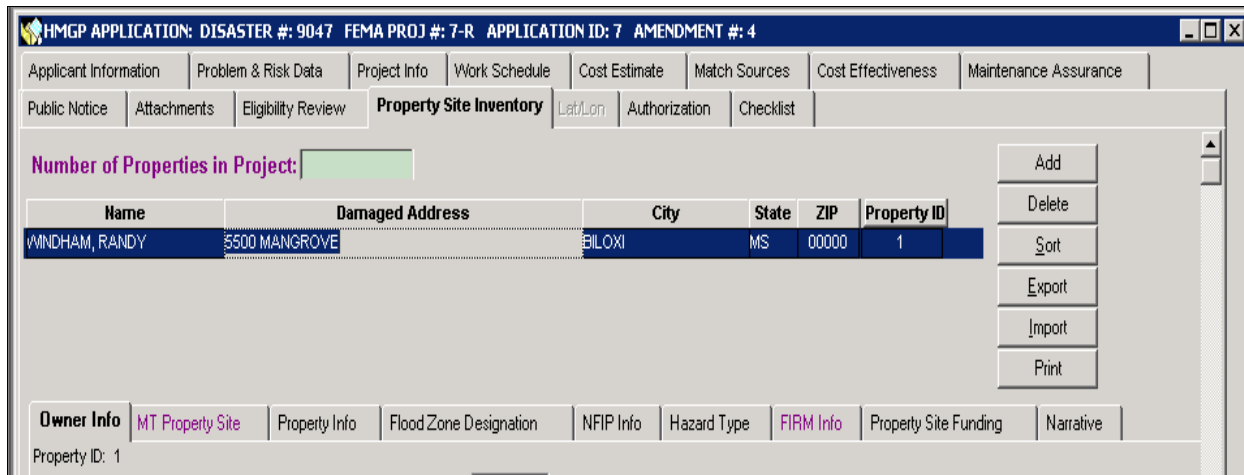 HMGP APPLICATION: DISASTER #: 9047 FEMA PROJ #: 7-R APPLICATION ID: 7 AMENDMENT #: 4
Applicant Information Problem & Risk Data Project Info Work Schedule Cost Estimate Match Sources Cost Effectiveness Maintenance Assurance
Public Notice Attachments Eligibility Review Property Site Inventory Lat/Lon Authorization Checklist
Number of Properties in Project:
Add
Name Damaged Address City State ZIP Property ID
Delete
WINDHAM, RANDY 5500 MANGROVE BILOXI MS 00000 1
Sort
Export
Import
Print
Owner Info MT Property Site Property Info Flood Zone Designation NFIP Info Hazard Type FIRM Info Property Site Funding Narrative
Property ID: 1